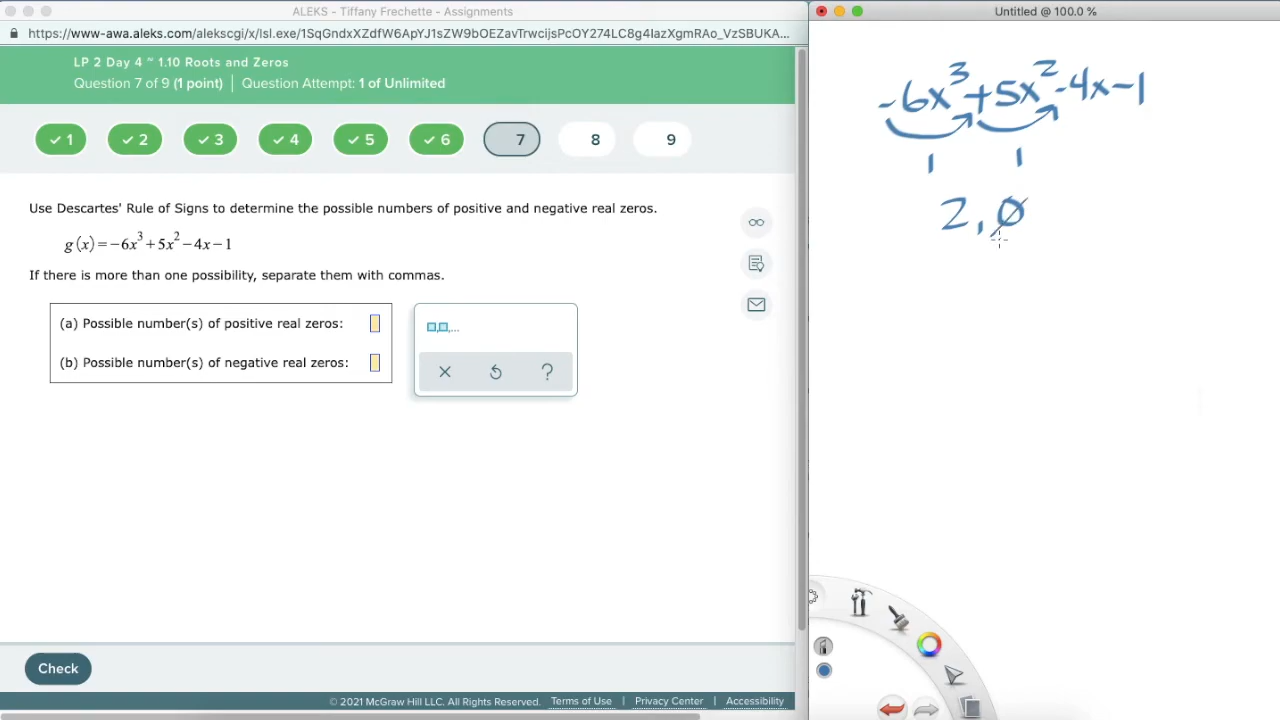 ALEKS - Tiffany Frechette - Assignments
Untitled @ 100.0 %
https://www-awa.aleks.com/alekscgi/x/Isl.exe/1SqGndxXZdfW6ApYJ1sZW9bOEZavTrwcijsPcOY274LC8g4IazXgmRAo_VzSBUKA...
LP 2 Day 4 ~ 1.10 Roots and Zeros
Question 7 of 9 (1 point) | Question Attempt: 1 of Unlimited
✓ 1 ✓ 2 ✓ 3 ✓ 4 ✓ 5 ✓ 6 7 8 9
Use Descartes' Rule of Signs to determine the possible numbers of positive and negative real zeros.
g(x) = −6x³ + 5x² − 4x − 1
If there is more than one possibility, separate them with commas.
(a) Possible number(s) of positive real zeros:
(b) Possible number(s) of negative real zeros:
□,□,...
× ?
Check
© 2021 McGraw Hill LLC. All Rights Reserved. Terms of Use | Privacy Center | Accessibility
-6x³+5x²-4x-1
1 1
2, 0